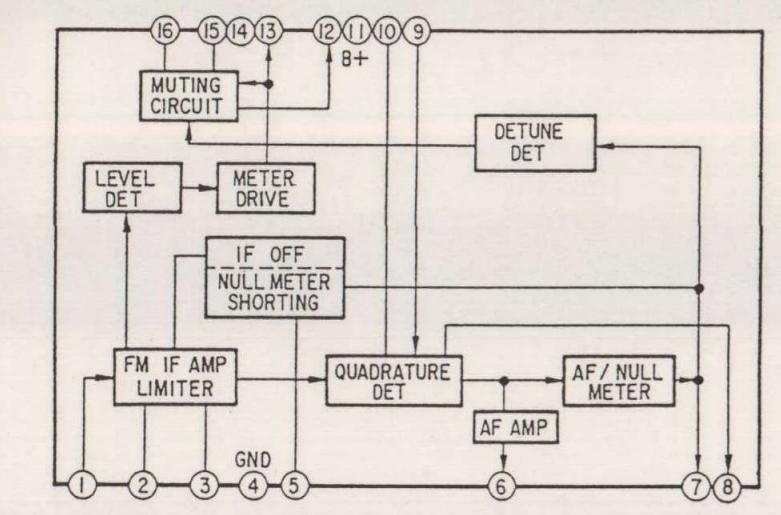 16 15 14 13 12 11 10 9
B+
MUTING
CIRCUIT
DETUNE
DET
LEVEL
DET
METER
DRIVE
IF OFF
NULL METER
SHORTING
FM IF AMP
LIMITER
QUADRATURE
DET
AF/NULL
METER
AF AMP
GND
1 2 3 4 5 6 7 8